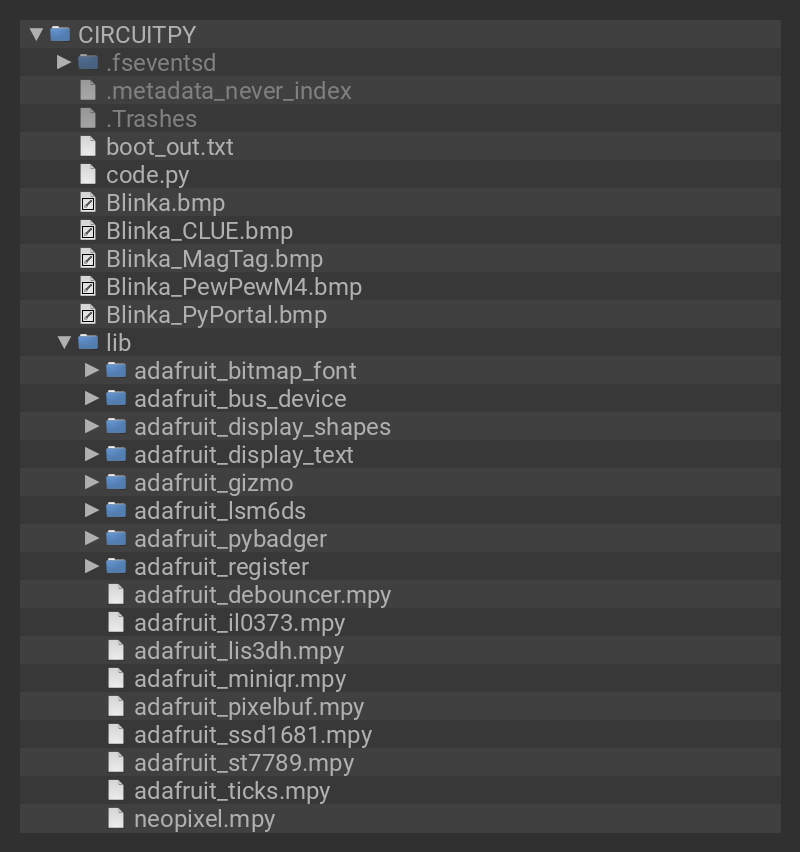 CIRCUITPY
.fseventsd
.metadata_never_index
.Trashes
boot_out.txt
code.py
Blinka.bmp
Blinka_CLUE.bmp
Blinka_MagTag.bmp
Blinka_PewPewM4.bmp
Blinka_PyPortal.bmp
lib
adafruit_bitmap_font
adafruit_bus_device
adafruit_display_shapes
adafruit_display_text
adafruit_gizmo
adafruit_lsm6ds
adafruit_pybadger
adafruit_register
adafruit_debouncer.mpy
adafruit_il0373.mpy
adafruit_lis3dh.mpy
adafruit_miniqr.mpy
adafruit_pixelbuf.mpy
adafruit_ssd1681.mpy
adafruit_st7789.mpy
adafruit_ticks.mpy
neopixel.mpy